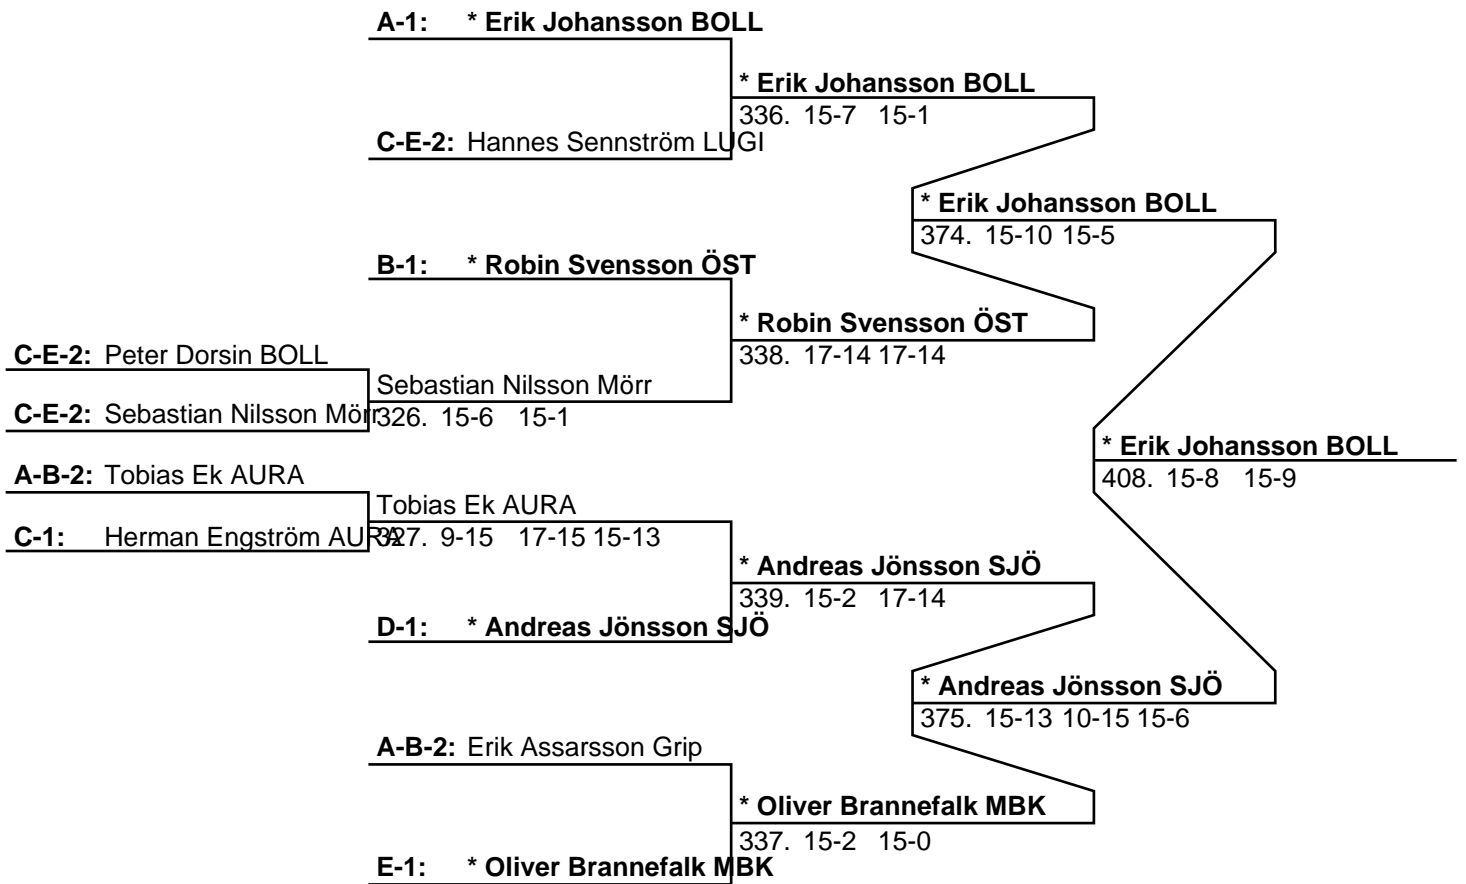 A-1: * Erik Johansson BOLL
* Erik Johansson BOLL
336. 15-7 15-1
C-E-2: Hannes Sennström LUGI
* Erik Johansson BOLL
374. 15-10 15-5
B-1: * Robin Svensson ÖST
* Robin Svensson ÖST
338. 17-14 17-14
C-E-2: Peter Dorsin BOLL
Sebastian Nilsson Mörr
326. 15-6 15-1
C-E-2: Sebastian Nilsson Mörr
* Erik Johansson BOLL
408. 15-8 15-9
A-B-2: Tobias Ek AURA
Tobias Ek AURA
327. 9-15 17-15 15-13
C-1: Herman Engström AURA
* Andreas Jönsson SJÖ
339. 15-2 17-14
D-1: * Andreas Jönsson SJÖ
* Andreas Jönsson SJÖ
375. 15-13 10-15 15-6
A-B-2: Erik Assarsson Grip
* Oliver Brannefalk MBK
337. 15-2 15-0
E-1: * Oliver Brannefalk MBK